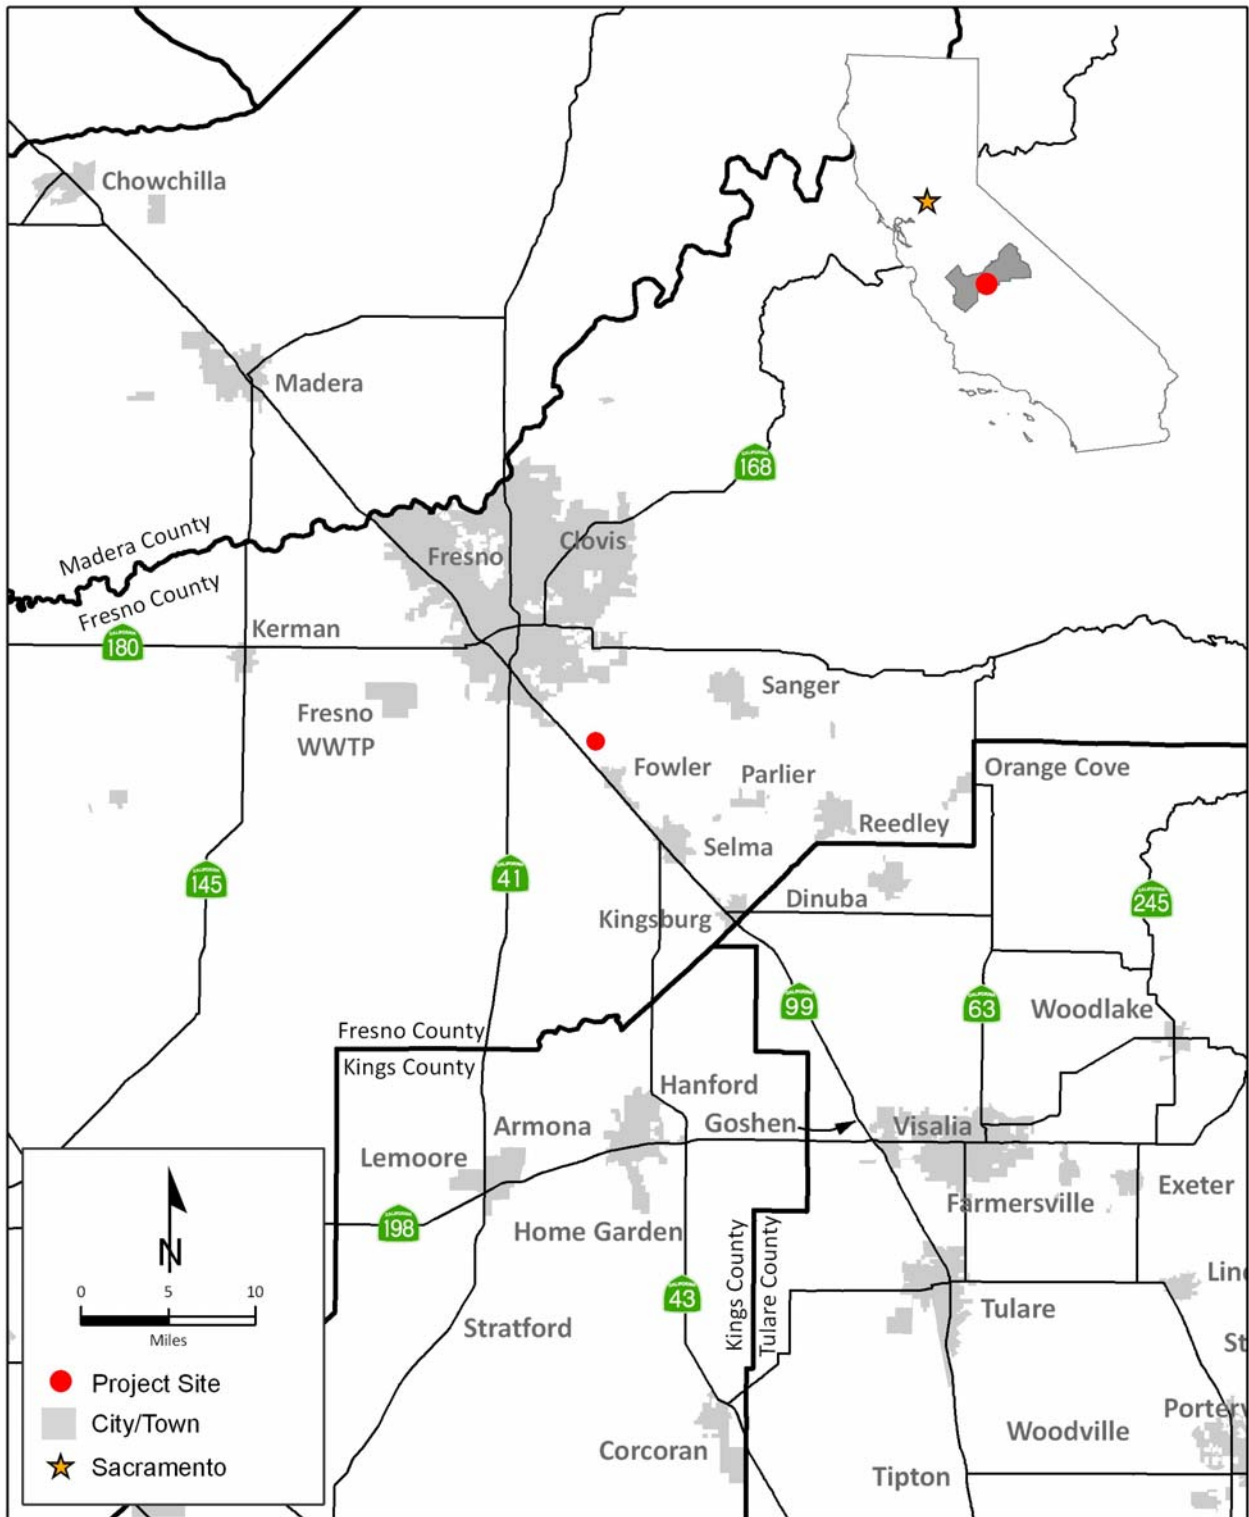 Chowchilla
Madera
168
Madera County
Fresno County
Fresno
Clovis
180
Kerman
Sanger
Fresno
WWTP
Fowler
Parlier
Orange Cove
Reedley
Selma
145
41
Dinuba
245
Kingsburg
99
63
Woodlake
Fresno County
Kings County
Hanford
Armona
Goshen
Visalia
Lemoore
Exeter
Farmersville
198
Home Garden
Kings County
Tulare County
43
Lin
Tulare
Stratford
St
Porterv
Woodville
Corcoran
Tipton
N
0 5 10
Miles
Project Site
City/Town
Sacramento